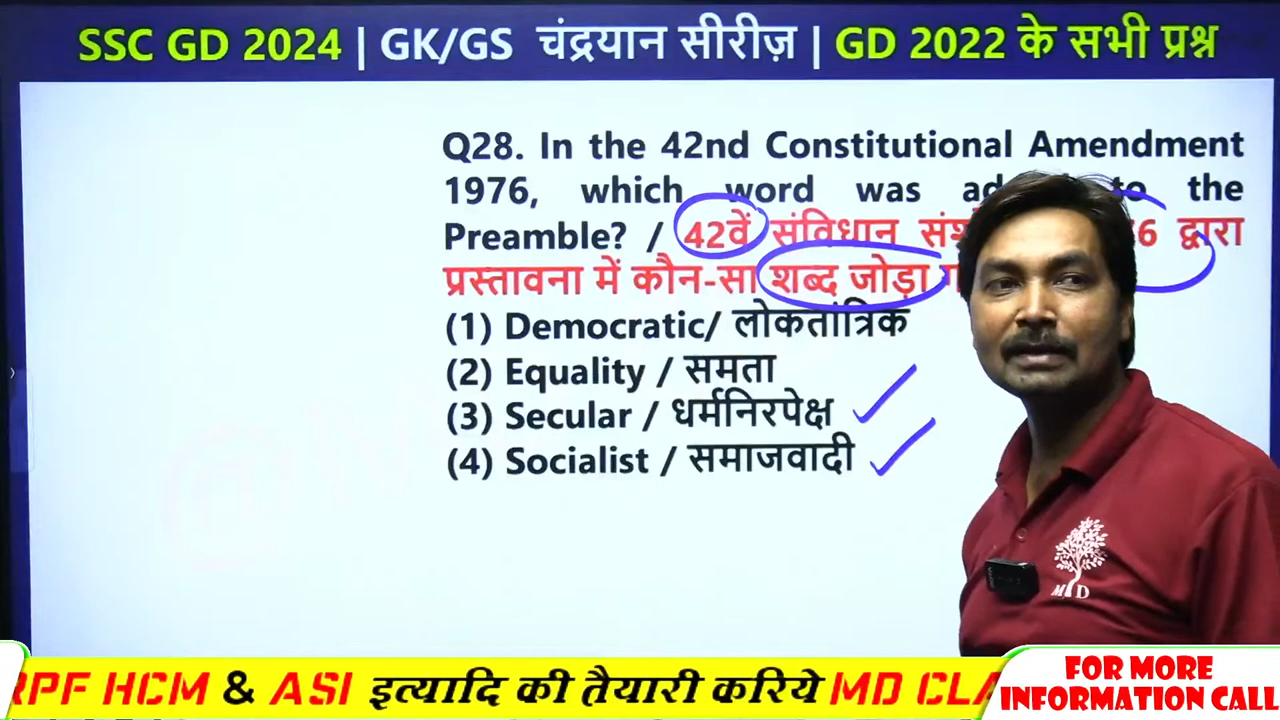 SSC GD 2024 | GK/GS चंद्रयान सीरीज़ | GD 2022 के सभी प्रश्न
Q28. In the 42nd Constitutional Amendment
1976, which word was to the
Preamble? / 42वें संविधान द्वारा
प्रस्तावना में कौन-सा शब्द जोड़ा
(1) Democratic/ लोकतांत्रिक
(2) Equality / समता
(3) Secular / धर्मनिरपेक्ष
(4) Socialist / समाजवादी
M D
RPF HCM & ASI इत्यादि की तैयारी करिये MD
FOR MORE
INFORMATION CALL